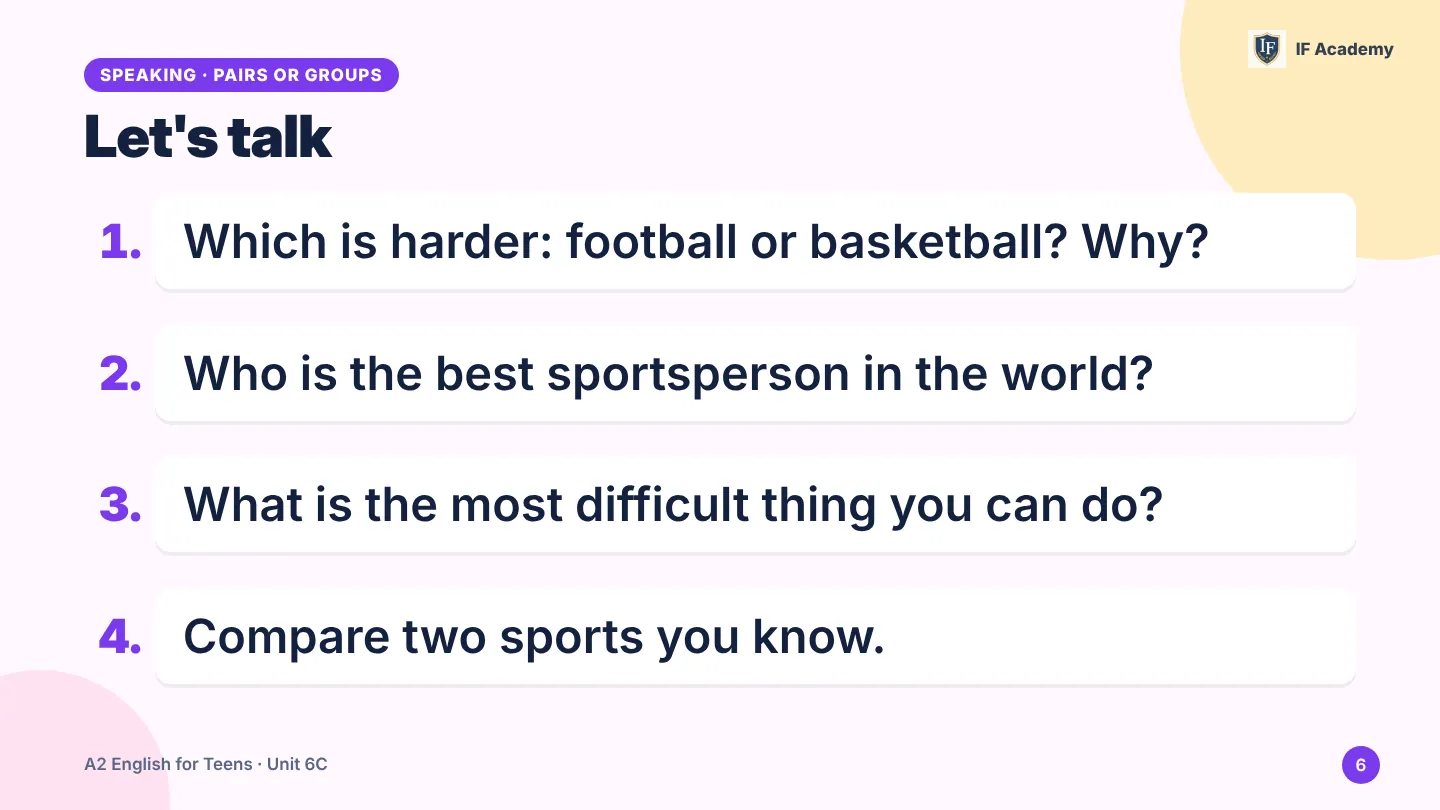 IF
IF Academy
SPEAKING · PAIRS OR GROUPS
Let's talk
1. Which is harder: football or basketball? Why?
2. Who is the best sportsperson in the world?
3. What is the most difficult thing you can do?
4. Compare two sports you know.
A2 English for Teens · Unit 6C
6